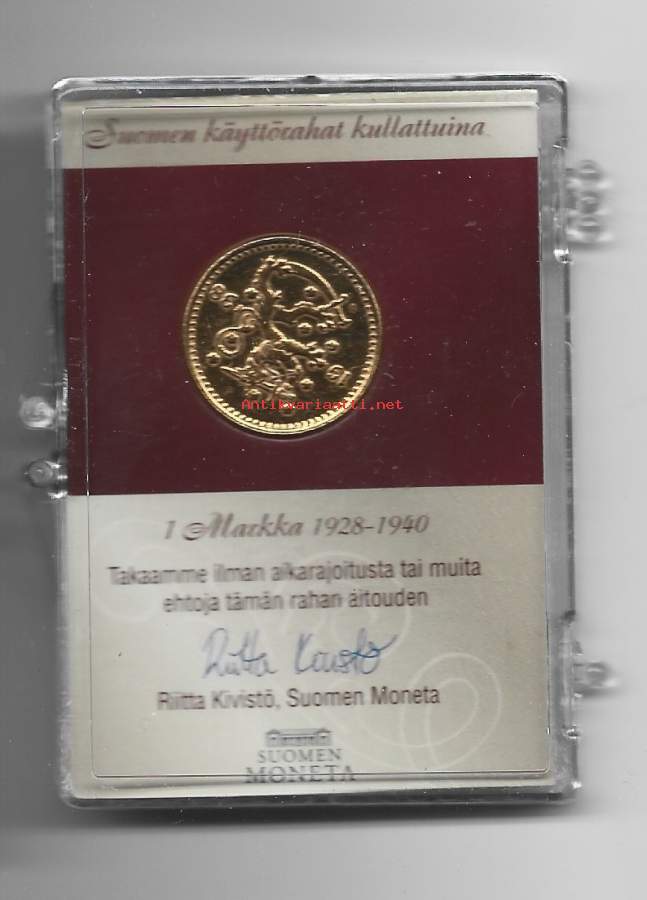 Suomen käyttörahat kullattuina
Antikvariaatti.net
1 Markka 1928-1940
Takaamme ilman aikarajoitusta tai muita
ehtoja tämän rahan aitouden
Riitta Kivistö
Riitta Kivistö, Suomen Moneta
SUOMEN
MONETA